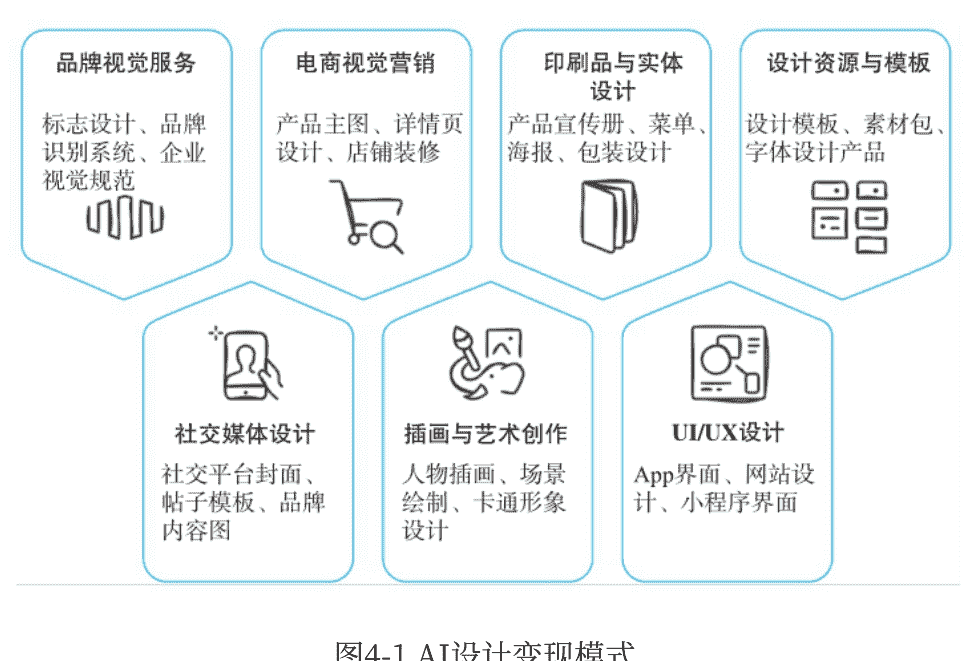 品牌视觉服务
标志设计、品牌
识别系统、企业
视觉规范
电商视觉营销
产品主图、详情页
设计、店铺装修
印刷品与实体
设计
产品宣传册、菜单、
海报、包装设计
设计资源与模板
设计模板、素材包、
字体设计产品
社交媒体设计
社交平台封面、
帖子模板、品牌
内容图
插画与艺术创作
人物插画、场景
绘制、卡通形象
设计
UI/UX设计
App界面、网站设
计、小程序界面
图4-1 AI设计变现模式